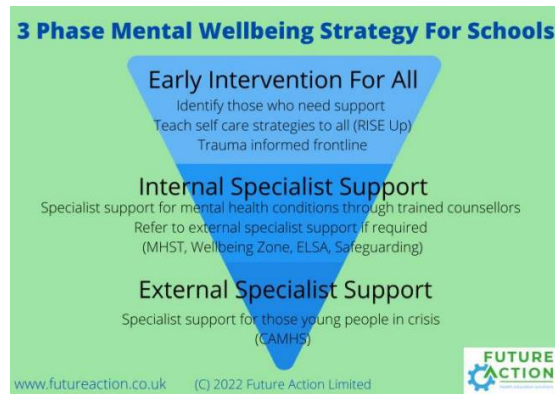 3 Phase Mental Wellbeing Strategy For Schools
Early Intervention For All
Identify those who need support
Teach self care strategies to all (RISE Up)
Trauma informed frontline
Internal Specialist Support
Specialist support for mental health conditions through trained counsellors
Refer to external specialist support if required
(MHST, Wellbeing Zone, ELSA, Safeguarding)
External Specialist Support
Specialist support for those young people in crisis
(CAMHS)
www.futureaction.co.uk (C) 2022 Future Action Limited
FUTURE
ACTION